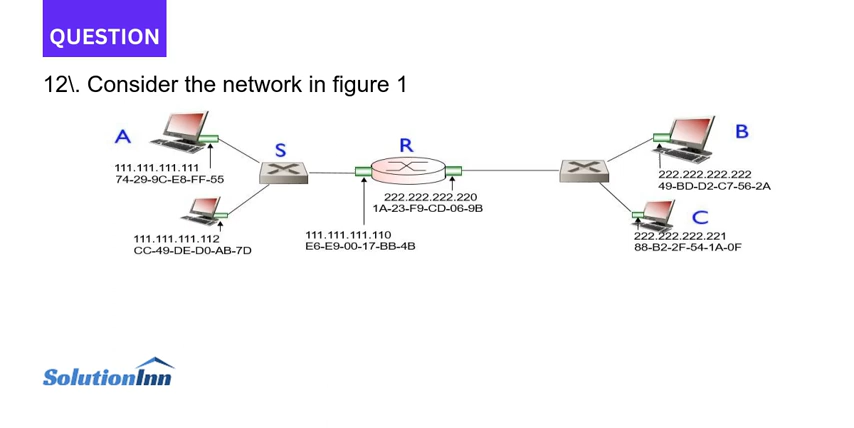 QUESTION
12\. Consider the network in figure 1
A
B
S
R
111.111.111.111
74-29-9C-E8-FF-55
222.222.222.222
49-BD-D2-C7-56-2A
222.222.222.220
1A-23-F9-CD-06-9B
C
111.111.111.112
CC-49-DE-D0-AB-7D
111.111.111.110
E6-E9-00-17-BB-4B
222.222.222.221
88-B2-2F-54-1A-0F
SolutionInn